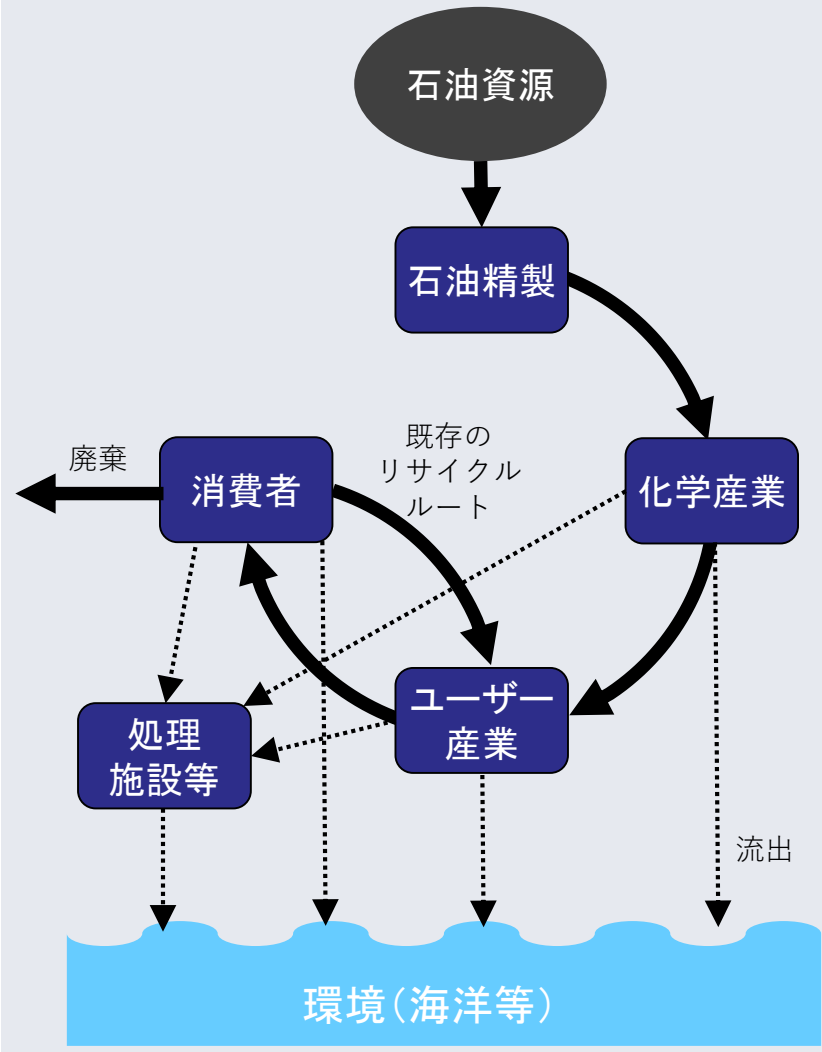 石油資源
石油精製
廃棄
消費者
既存の
リサイクル
ルート
化学産業
処理
施設等
ユーザー
産業
流出
環境(海洋等)